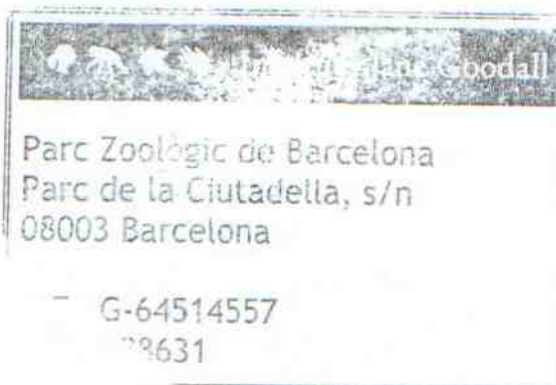 Goodall
Parc Zoològic de Barcelona
Parc de la Ciutadella, s/n
08003 Barcelona
G-64514557